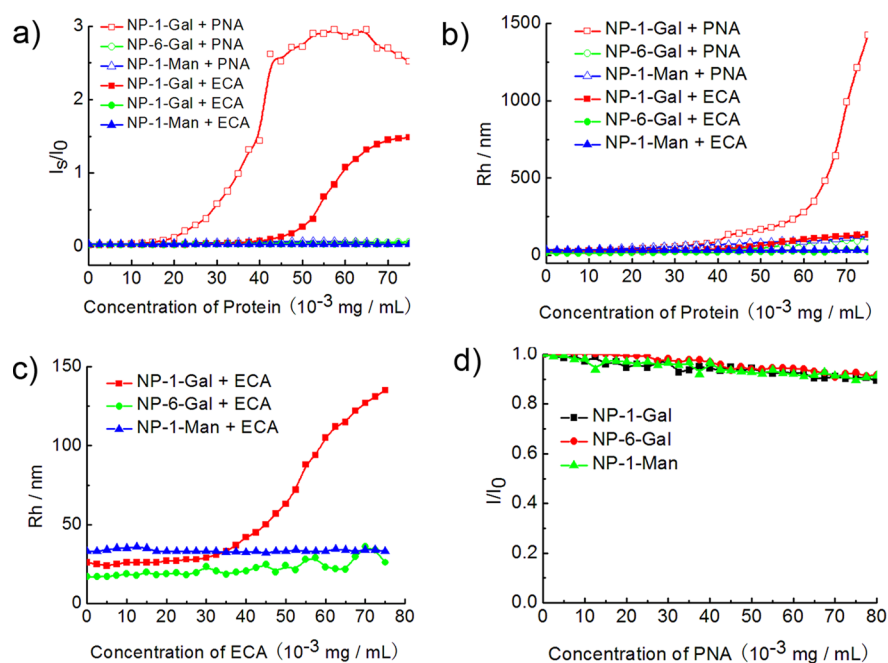 a)
3
2
1
0
NP-1-Gal + PNA
NP-6-Gal + PNA
NP-1-Man + PNA
NP-1-Gal + ECA
NP-1-Gal + ECA
NP-1-Man + ECA
Is/I0
0 10 20 30 40 50 60 70
Concentration of Protein (10-3 mg / mL)
b)
1500
1000
500
0
NP-1-Gal + PNA
NP-6-Gal + PNA
NP-1-Man + PNA
NP-1-Gal + ECA
NP-6-Gal + ECA
NP-1-Man + ECA
Rh / nm
0 10 20 30 40 50 60 70
Concentration of Protein (10-3 mg / mL)
c)
150
100
50
0
NP-1-Gal + ECA
NP-6-Gal + ECA
NP-1-Man + ECA
Rh / nm
0 10 20 30 40 50 60 70 80
Concentration of ECA (10-3 mg / mL)
d)
1.0
0.8
0.6
0.4
0.2
0.0
NP-1-Gal
NP-6-Gal
NP-1-Man
I/I0
0 10 20 30 40 50 60 70 80
Concentration of PNA (10-3 mg / mL)